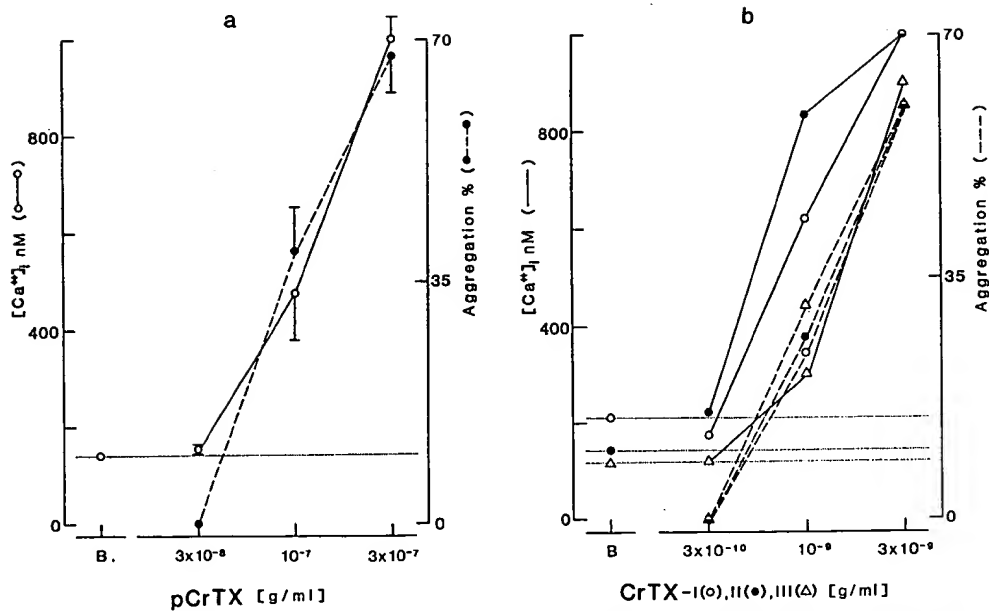 a
800
400
0
[Ca⁺⁺]i nM (o—o)
70
35
0
Aggregation % (●---●)
B.
3x10⁻⁸
10⁻⁷
3x10⁻⁷
pCrTX [g/ml]
b
800
400
0
[Ca⁺⁺]i nM (—)
70
35
0
Aggregation % (---)
B
3x10⁻¹⁰
10⁻⁹
3x10⁻⁹
CrTX-I(o),II(●),III(△) [g/ml]